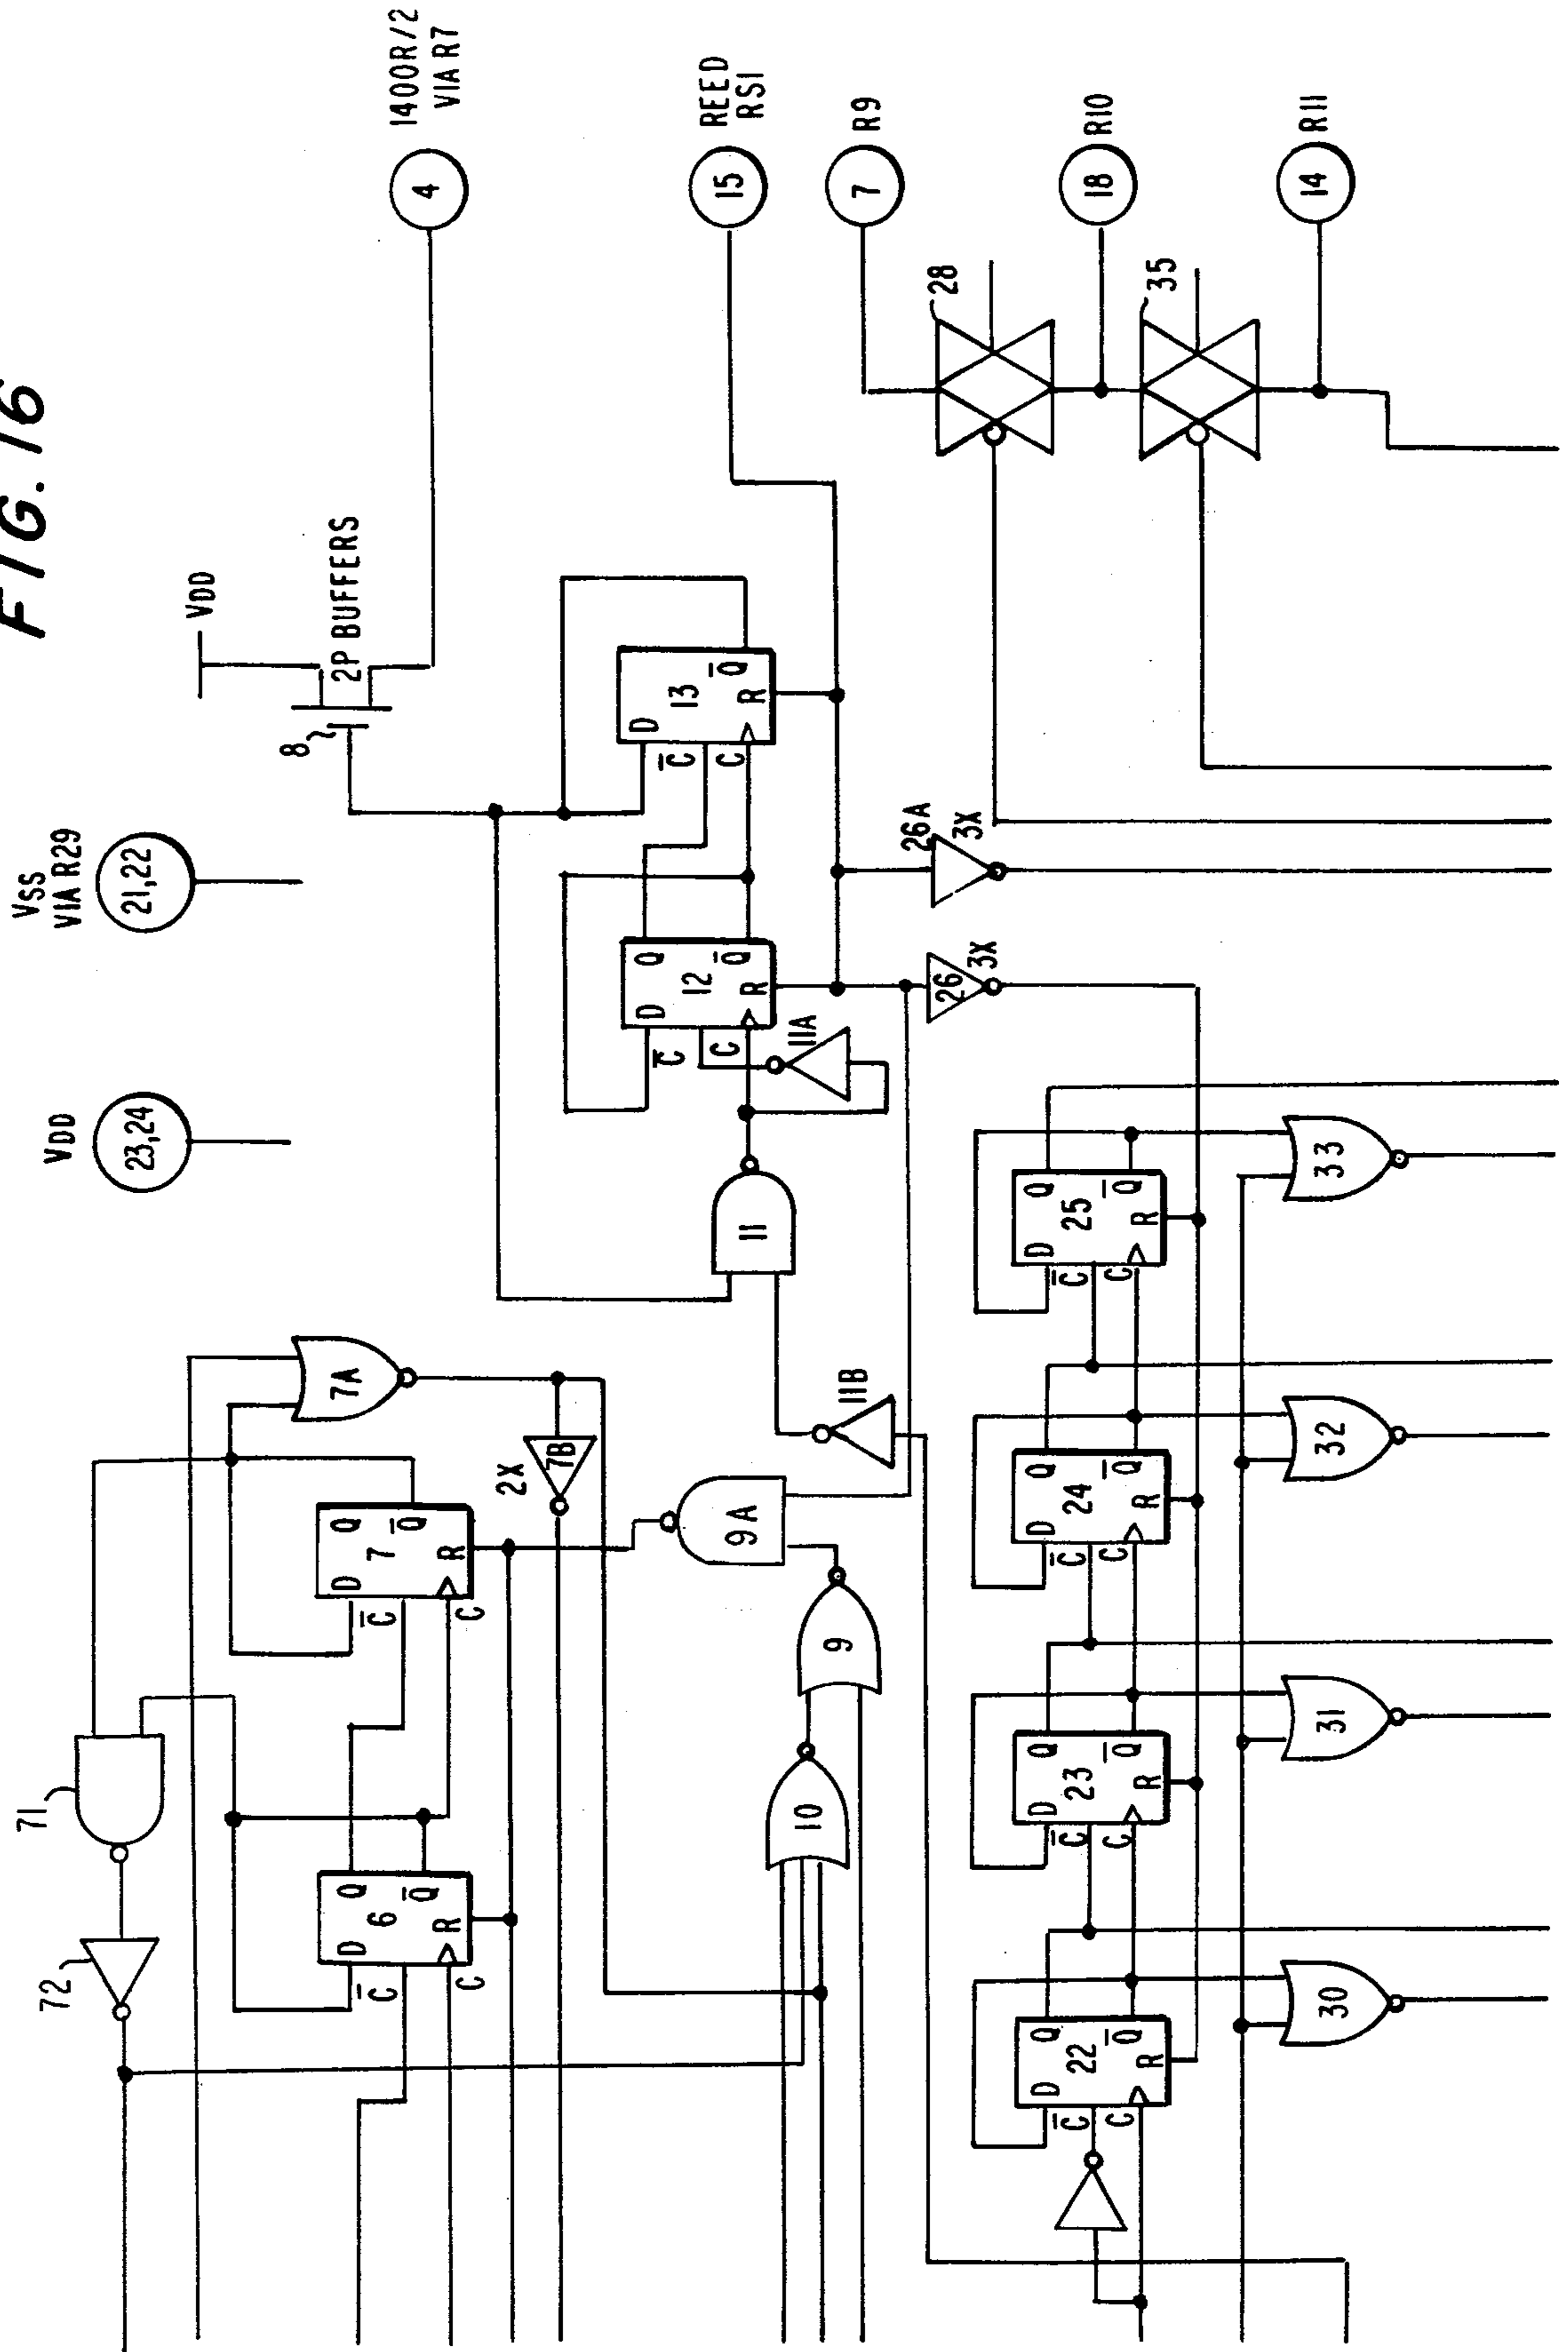 FIG. 16
VDD
23,24
VSS
VIA R29
21,22
VDD
8
2P BUFFERS
4
1400R/2
VIA R7
71
72
7A
2X
7B
D
Q
C̅
6
Q̅
C
R
D
Q
C̅
7
Q̅
C
R
10
9
9A
11B
11
11A
D
Q
C̅
12
Q̅
C
R
D
C̅
13
Q̅
C
R
15
REED
RS1
26
3X
26A
3X
7
R9
28
18
R10
35
14
R11
D
Q
C̅
22
Q̅
C
R
D
Q
C̅
23
Q̅
C
R
D
Q
C̅
24
Q̅
C
R
D
Q
C̅
25
Q̅
C
R
30
31
32
33